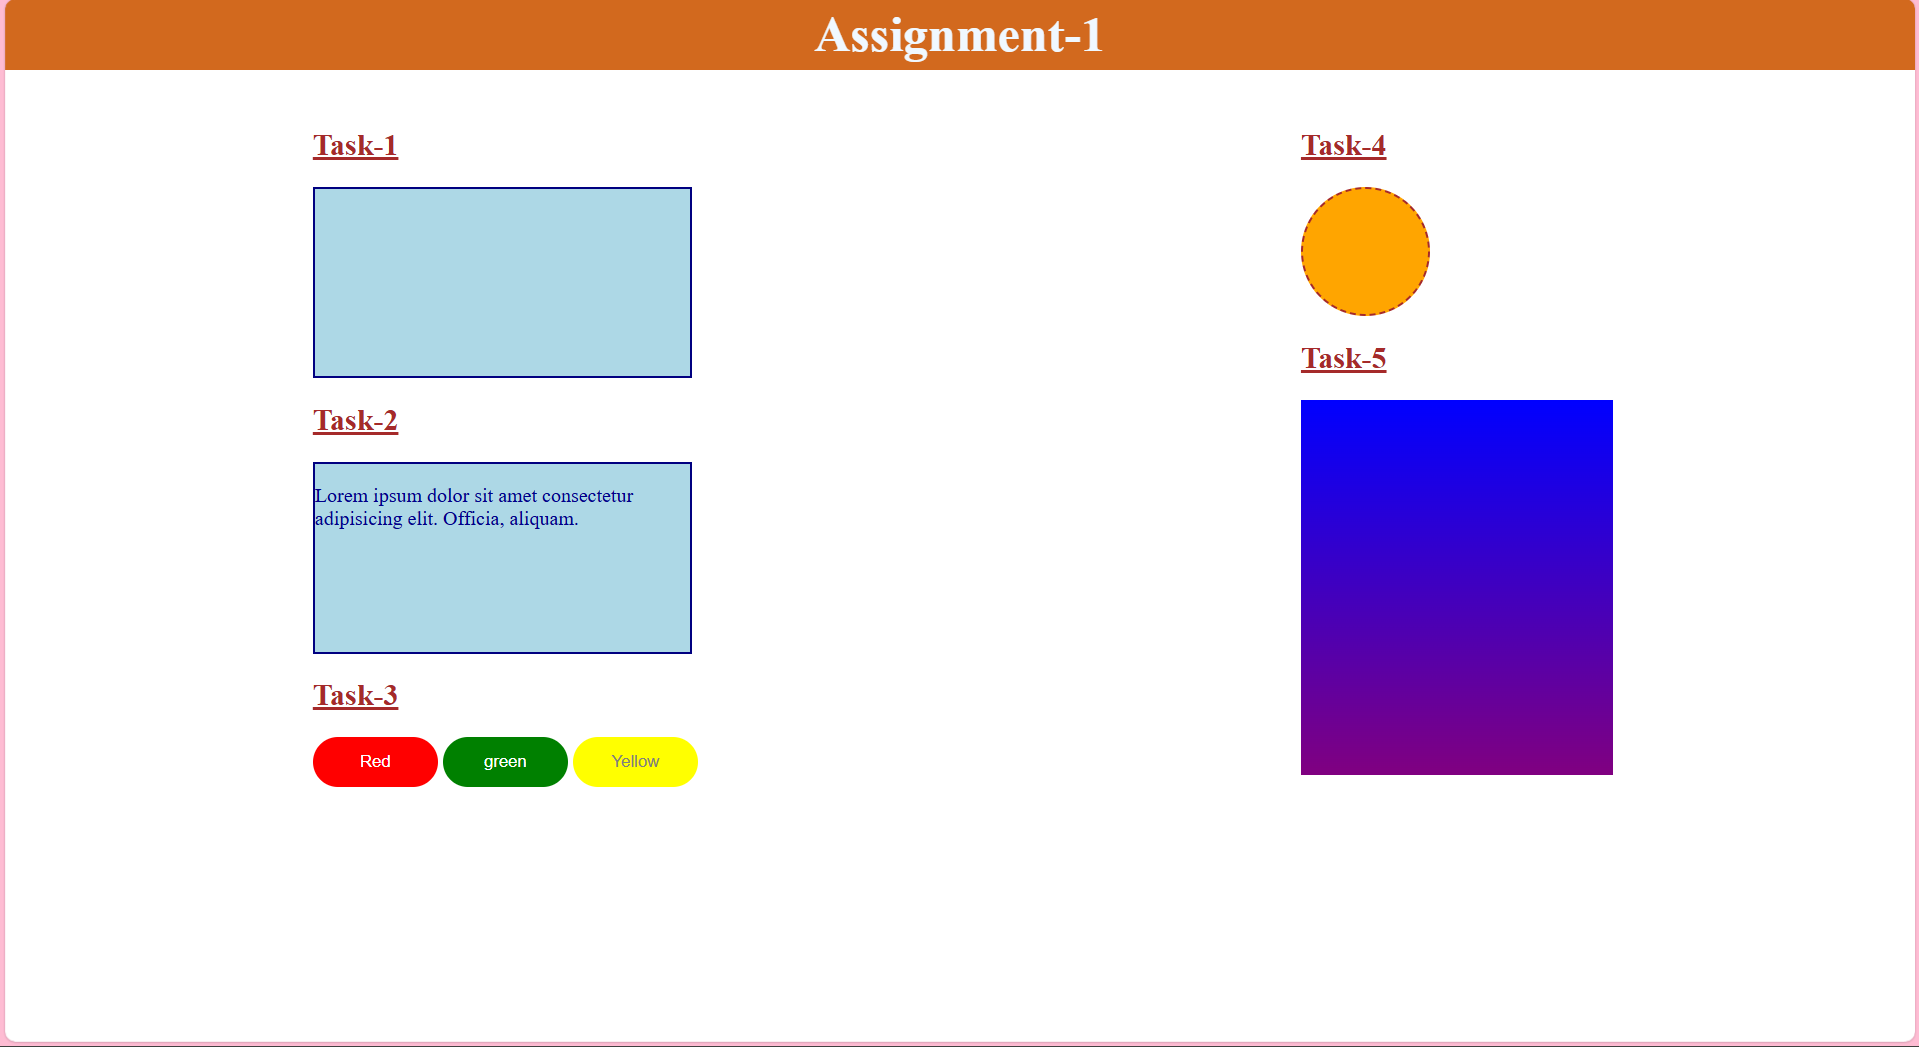 Assignment-1
Task-1
Task-2
Lorem ipsum dolor sit amet consectetur
adipisicing elit. Officia, aliquam.
Task-3
Red green Yellow
Task-4
Task-5